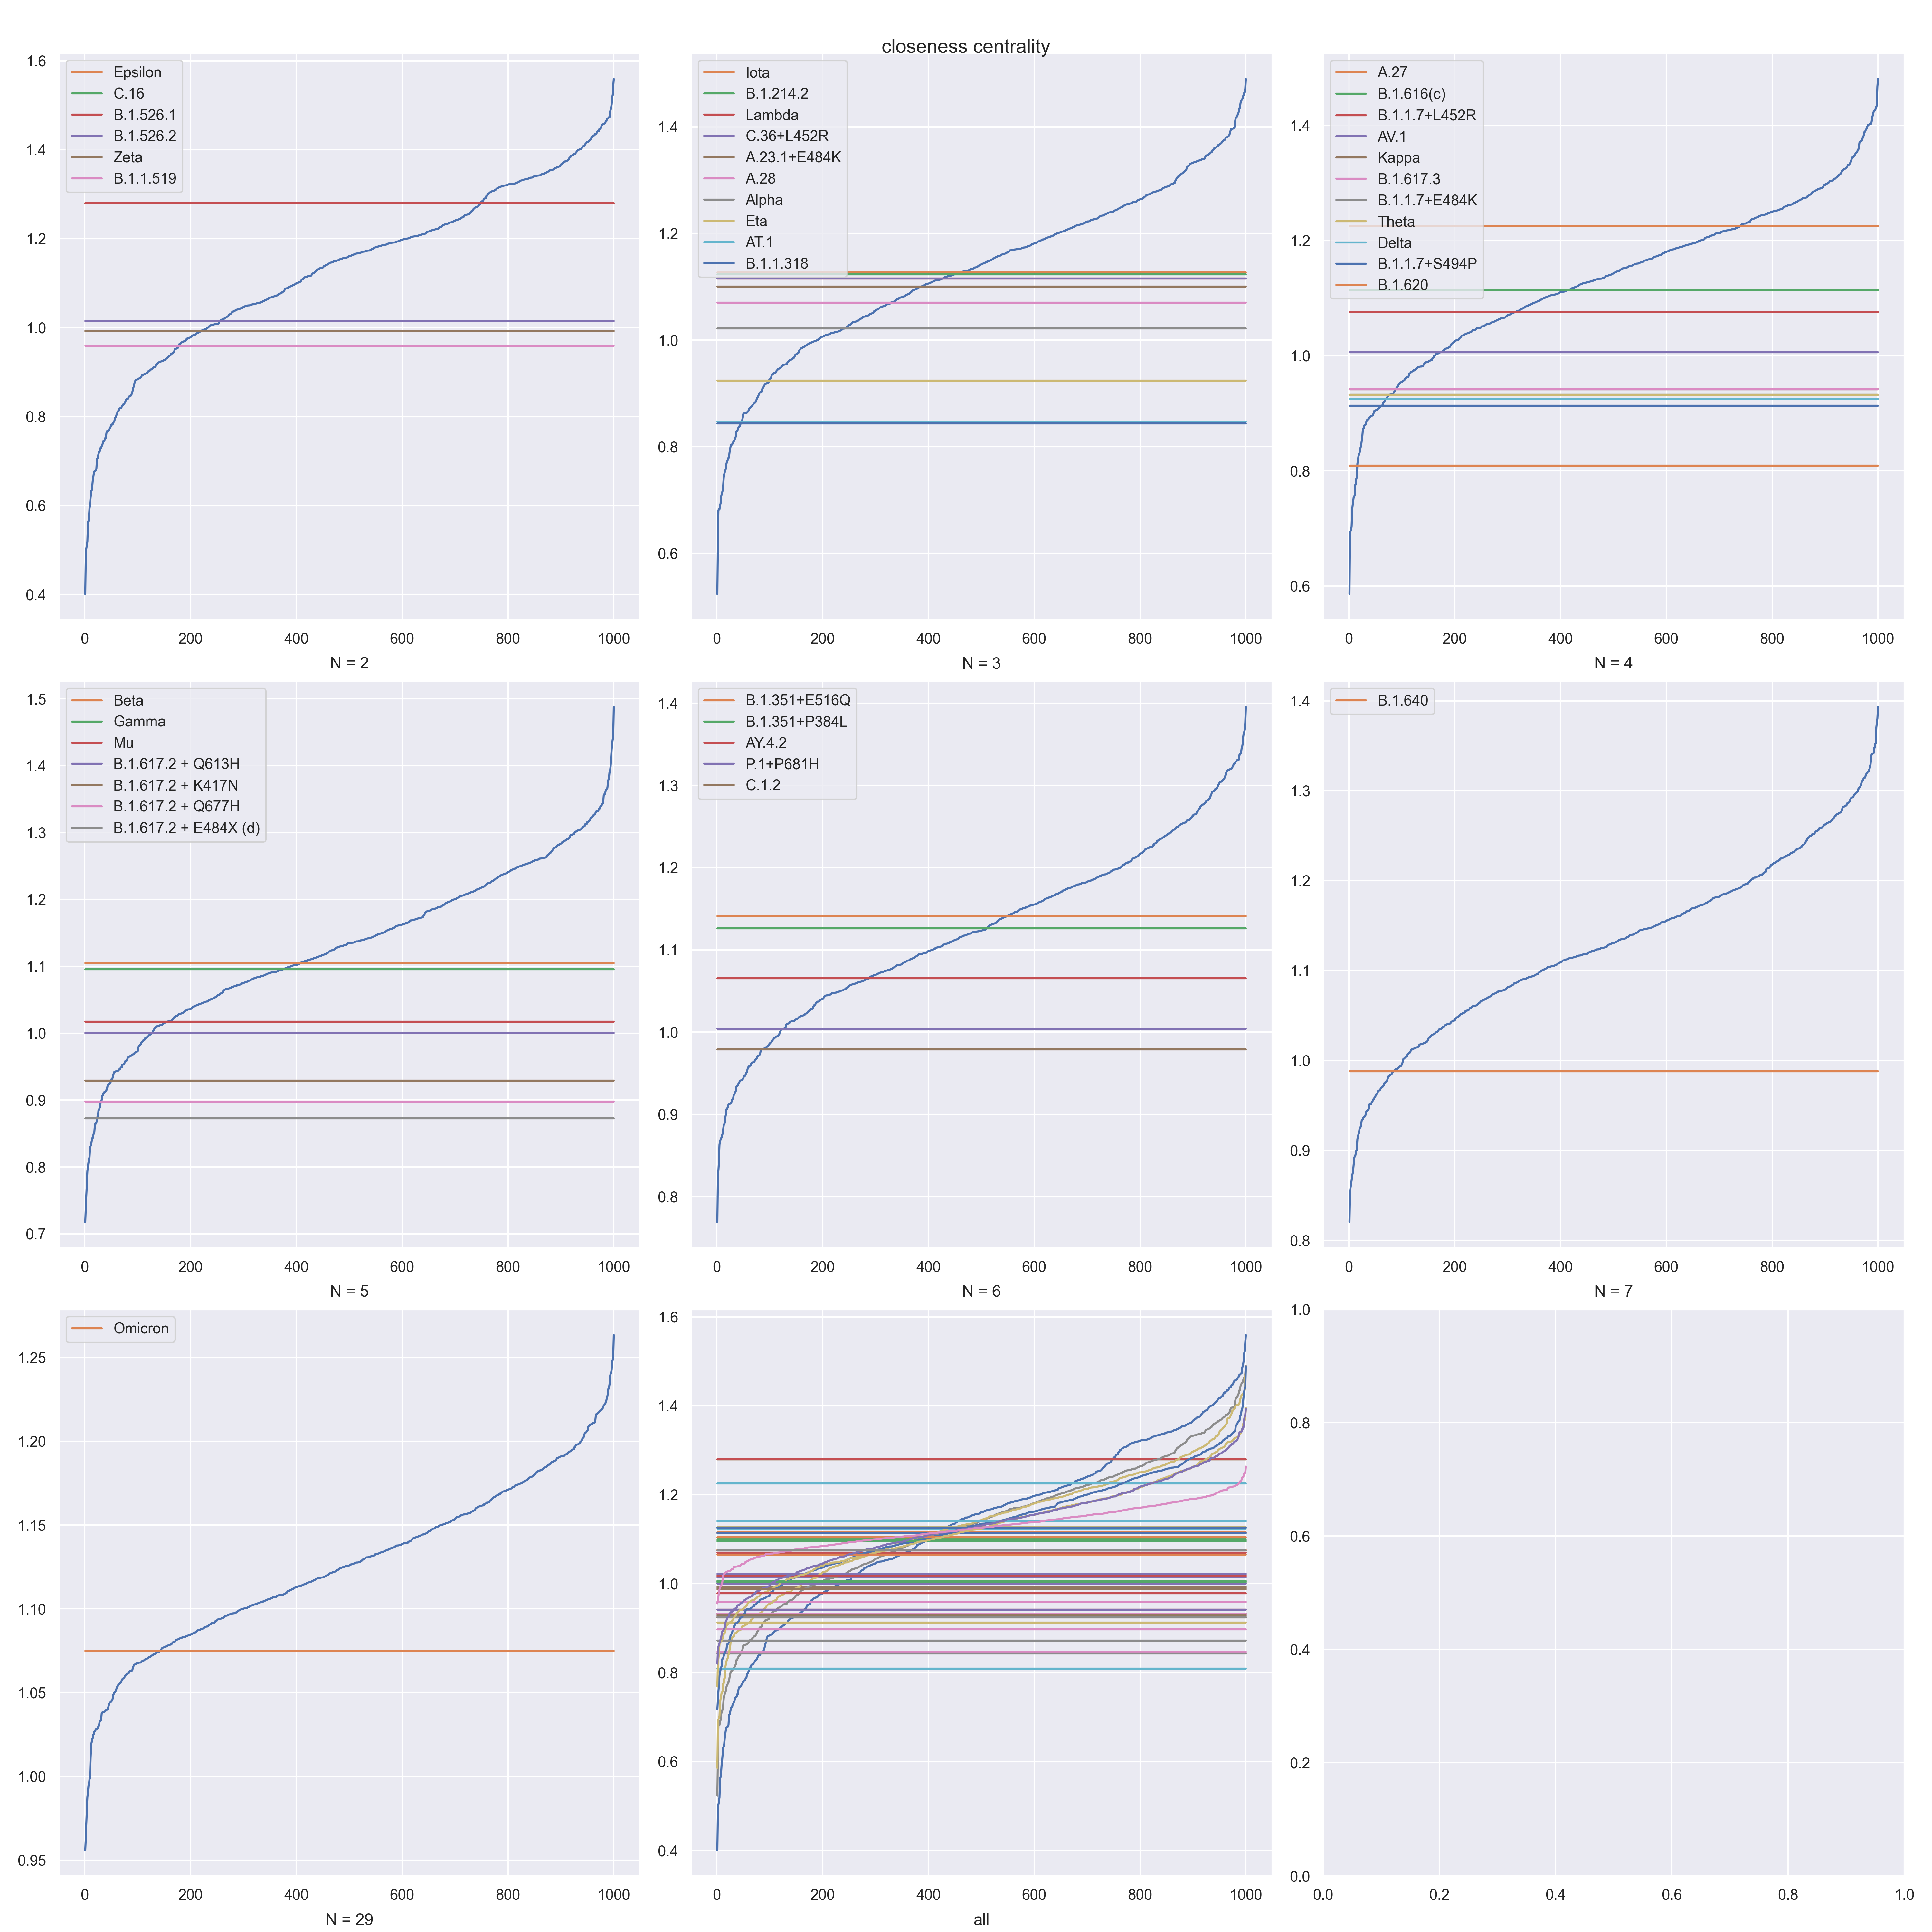 closeness centrality
1.6
1.4
1.2
1.0
0.8
0.6
0.4
Epsilon
C.16
B.1.526.1
B.1.526.2
Zeta
B.1.1.519
0 200 400 600 800 1000
N = 2
1.4
1.2
1.0
0.8
0.6
Iota
B.1.214.2
Lambda
C.36+L452R
A.23.1+E484K
A.28
Alpha
Eta
AT.1
B.1.1.318
0 200 400 600 800 1000
N = 3
1.4
1.2
1.0
0.8
0.6
A.27
B.1.616(c)
B.1.1.7+L452R
AV.1
Kappa
B.1.617.3
B.1.1.7+E484K
Theta
Delta
B.1.1.7+S494P
B.1.620
0 200 400 600 800 1000
N = 4
1.5
1.4
1.3
1.2
1.1
1.0
0.9
0.8
0.7
Beta
Gamma
Mu
B.1.617.2 + Q613H
B.1.617.2 + K417N
B.1.617.2 + Q677H
B.1.617.2 + E484X (d)
0 200 400 600 800 1000
N = 5
1.4
1.3
1.2
1.1
1.0
0.9
0.8
B.1.351+E516Q
B.1.351+P384L
AY.4.2
P.1+P681H
C.1.2
0 200 400 600 800 1000
N = 6
1.4
1.3
1.2
1.1
1.0
0.9
0.8
B.1.640
0 200 400 600 800 1000
N = 7
1.25
1.20
1.15
1.10
1.05
1.00
0.95
Omicron
0 200 400 600 800 1000
N = 29
1.6
1.4
1.2
1.0
0.8
0.6
0.4
0 200 400 600 800 1000
all
1.0
0.8
0.6
0.4
0.2
0.0
0.0 0.2 0.4 0.6 0.8 1.0